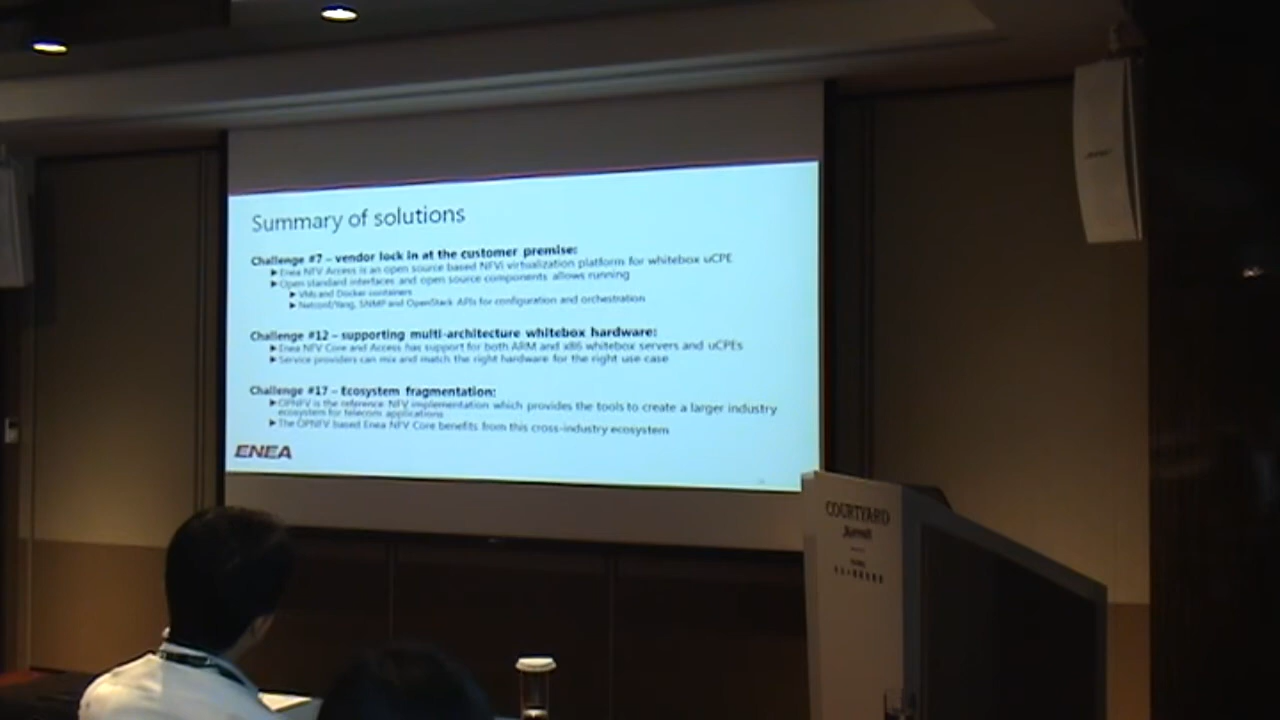 Summary of solutions
Challenge #7 – vendor lock in at the customer premise:
▶ Enea NFV Access is an open source based NFVi virtualization platform for whitebox uCPE
▶ Open standard interfaces and open source components allows running
▶ VMs and Docker containers
▶ Netconf/Yang, SNMP and OpenStack APIs for configuration and orchestration
Challenge #12 – supporting multi-architecture whitebox hardware:
▶ Enea NFV Core and Access has support for both ARM and x86 whitebox servers and uCPEs
▶ Service providers can mix and match the right hardware for the right use case
Challenge #17 – Ecosystem fragmentation:
▶ OPNFV is the reference NFV implementation which provides the tools to create a larger industry
ecosystem for telecom applications
▶ The OPNFV based Enea NFV Core benefits from this cross-industry ecosystem
ENEA
COURTYARD
Marriott